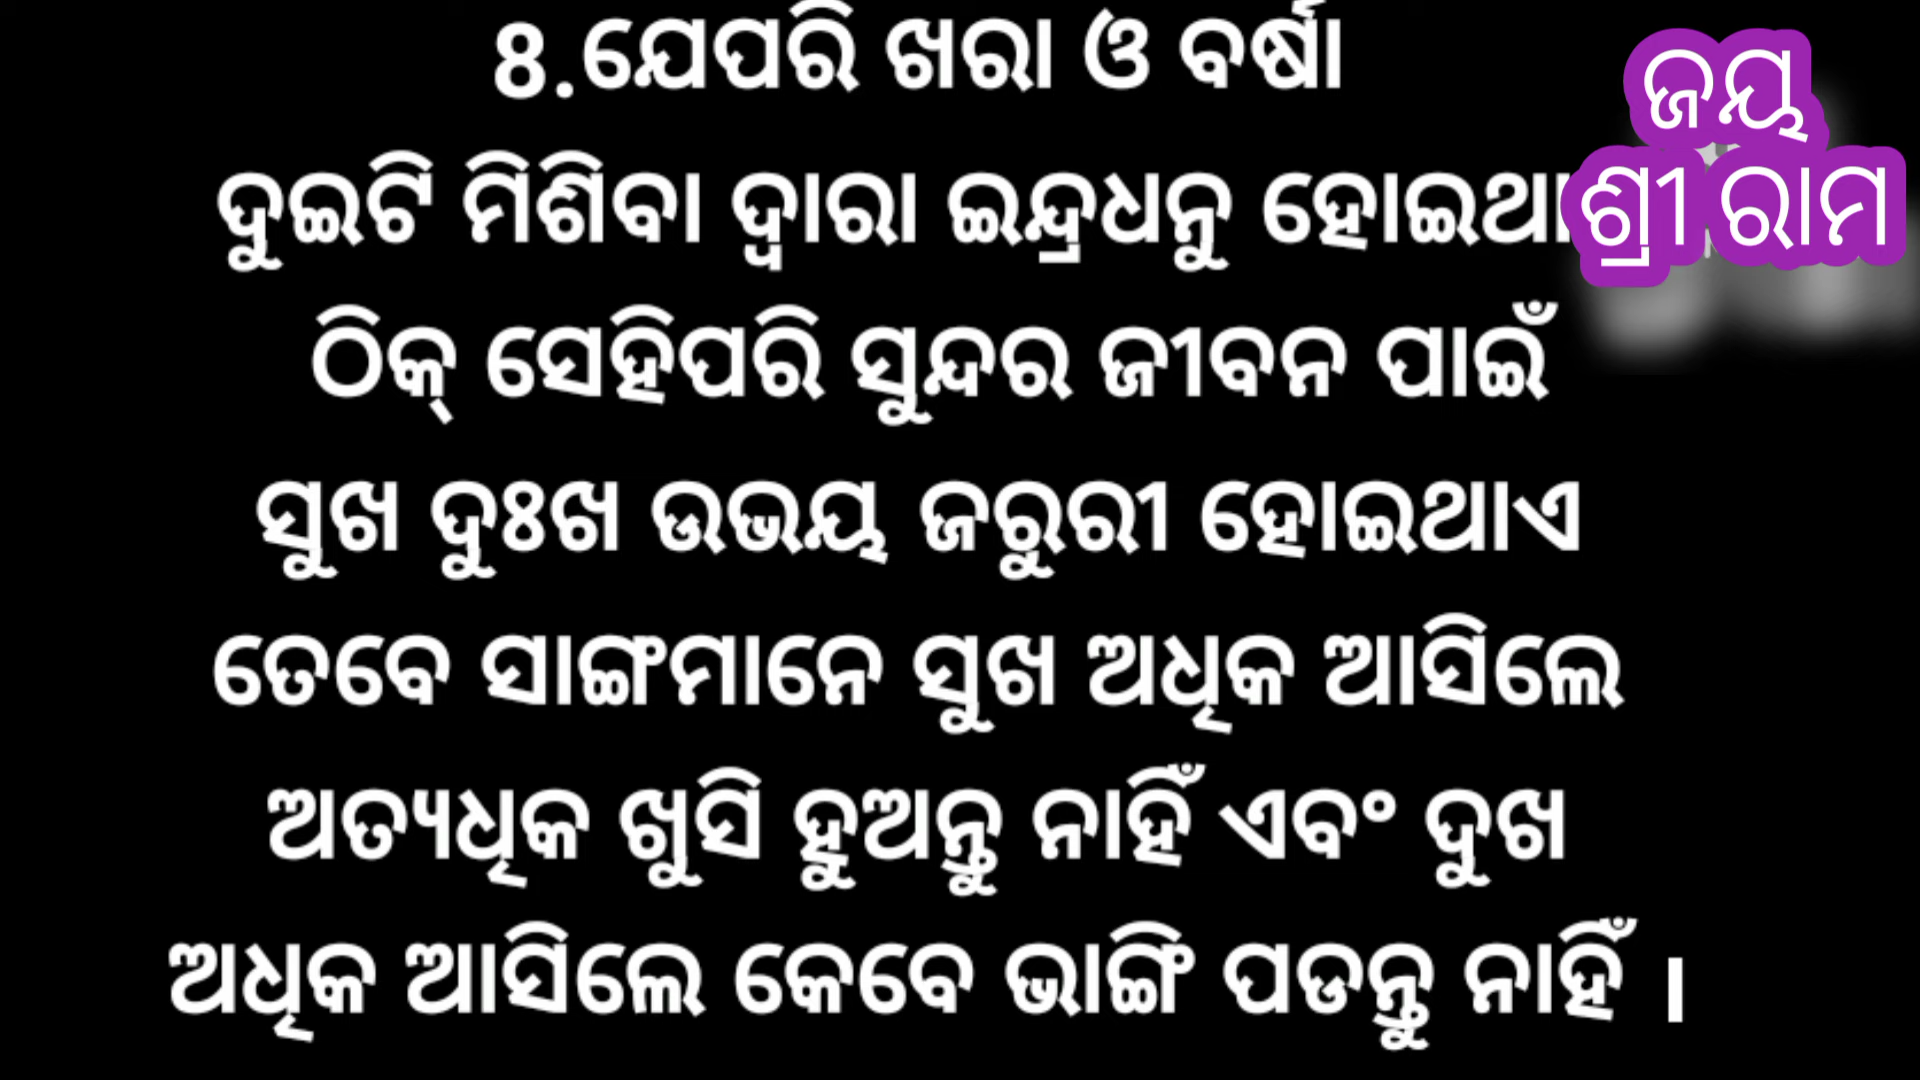 ୫.ଯେପରି ଖରା ଓ ବର୍ଷା
ଦୁଇଟି ମିଶିବା ଦ୍ୱାରା ଇନ୍ଦ୍ରଧନୁ ହୋଇଥା
ଠିକ୍ ସେହିପରି ସୁନ୍ଦର ଜୀବନ ପାଇଁ
ସୁଖ ଦୁଃଖ ଉଭୟ ଜରୁରୀ ହୋଇଥାଏ
ତେବେ ସାଙ୍ଗମାନେ ସୁଖ ଅଧିକ ଆସିଲେ
ଅତ୍ୟଧିକ ଖୁସି ହୁଅନ୍ତୁ ନାହିଁ ଏବଂ ଦୁଖ
ଅଧିକ ଆସିଲେ କେବେ ଭାଙ୍ଗି ପଡନ୍ତୁ ନାହିଁ ।
ଜୟ
ଶ୍ରୀ ରାମ